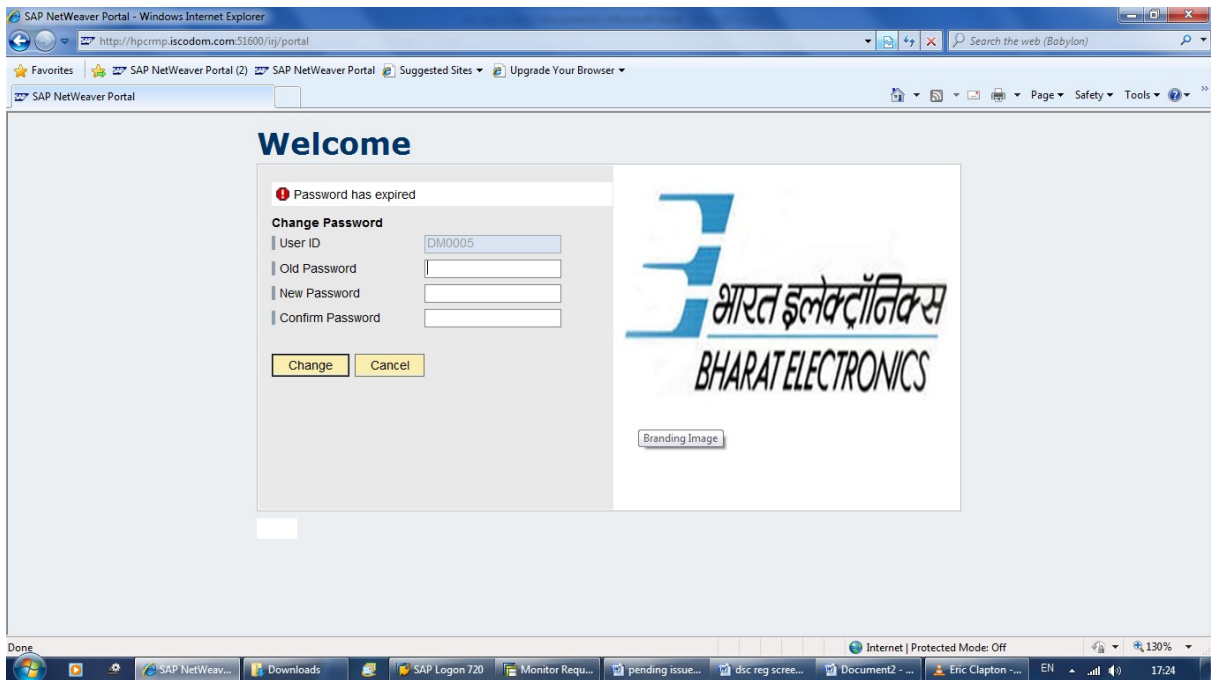 SAP NetWeaver Portal - Windows Internet Explorer
http://hpcrmp.iscodom.com:51600/irj/portal
Search the web (Babylon)
Favorites SAP NetWeaver Portal (2) SAP NetWeaver Portal Suggested Sites Upgrade Your Browser
SAP NetWeaver Portal
Page Safety Tools
Welcome
Password has expired
Change Password
User ID DM0005
Old Password
New Password
Confirm Password
Change Cancel
भारत इलेक्ट्रॉनिक्स
BHARAT ELECTRONICS
Branding Image
Done
Internet | Protected Mode: Off
130%
SAP NetWeav... Downloads SAP Logon 720 Monitor Requ... pending issue... dsc reg scree... Document2 - ... Eric Clapton -... EN 17:24